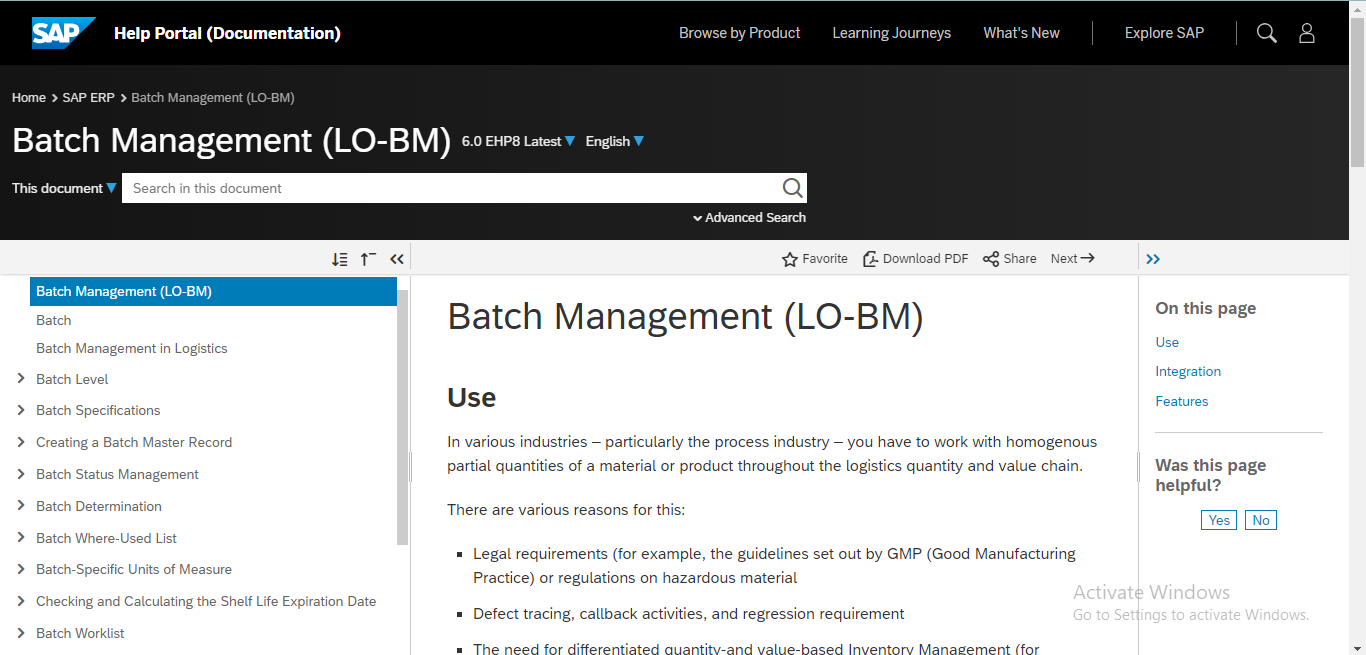 SAP
Help Portal (Documentation)
Browse by Product
Learning Journeys
What's New
Explore SAP
Home > SAP ERP > Batch Management (LO-BM)
Batch Management (LO-BM)
6.0 EHP8 Latest
English
This document
Search in this document
Advanced Search
Favorite
Download PDF
Share
Next
Batch Management (LO-BM)
Batch
Batch Management in Logistics
Batch Level
Batch Specifications
Creating a Batch Master Record
Batch Status Management
Batch Determination
Batch Where-Used List
Batch-Specific Units of Measure
Checking and Calculating the Shelf Life Expiration Date
Batch Worklist
Batch Management (LO-BM)
Use
In various industries – particularly the process industry – you have to work with homogenous
partial quantities of a material or product throughout the logistics quantity and value chain.
There are various reasons for this:
Legal requirements (for example, the guidelines set out by GMP (Good Manufacturing
Practice) or regulations on hazardous material
Defect tracing, callback activities, and regression requirement
The need for differentiated quantity-and value-based Inventory Management (for
On this page
Use
Integration
Features
Was this page
helpful?
Yes
No
Activate Windows
Go to Settings to activate Windows.